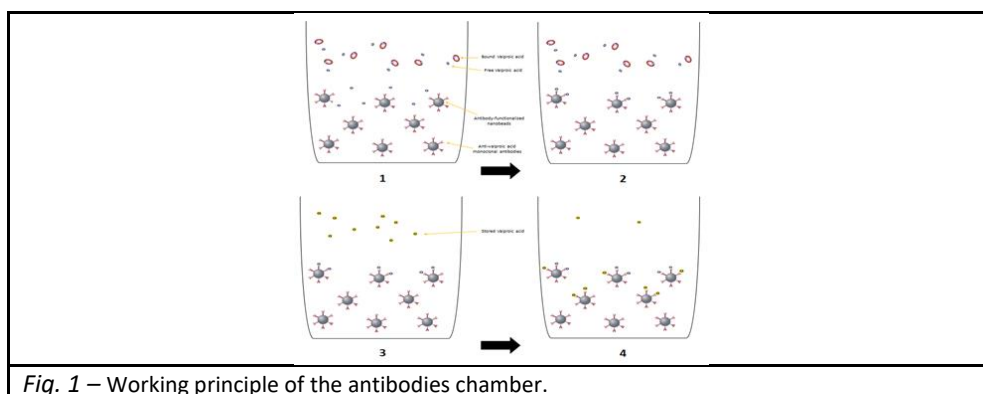 Bound valproic acid
Free valproic acid
Antibody-functionalized
nanobeads
Anti-valproic acid
monoclonal antibodies
1
2
Stored valproic acid
3
4
Fig. 1 – Working principle of the antibodies chamber.